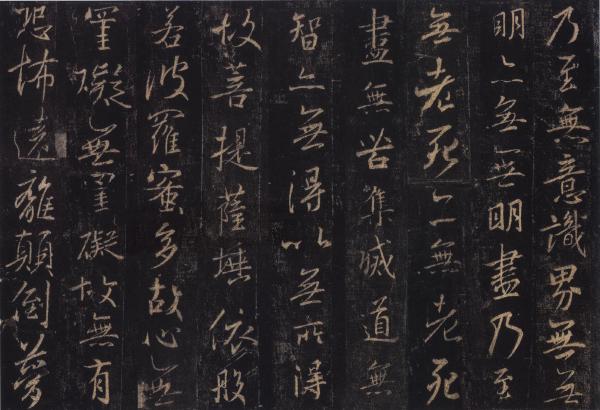 乃至無意識界無無
明亦無無明盡乃至
無老死亦無老死
盡無苦集滅道無
智亦無得以無所得
故菩提薩埵依般
若波羅蜜多故心無
罣礙無罣礙故無有
恐怖遠離顛倒夢